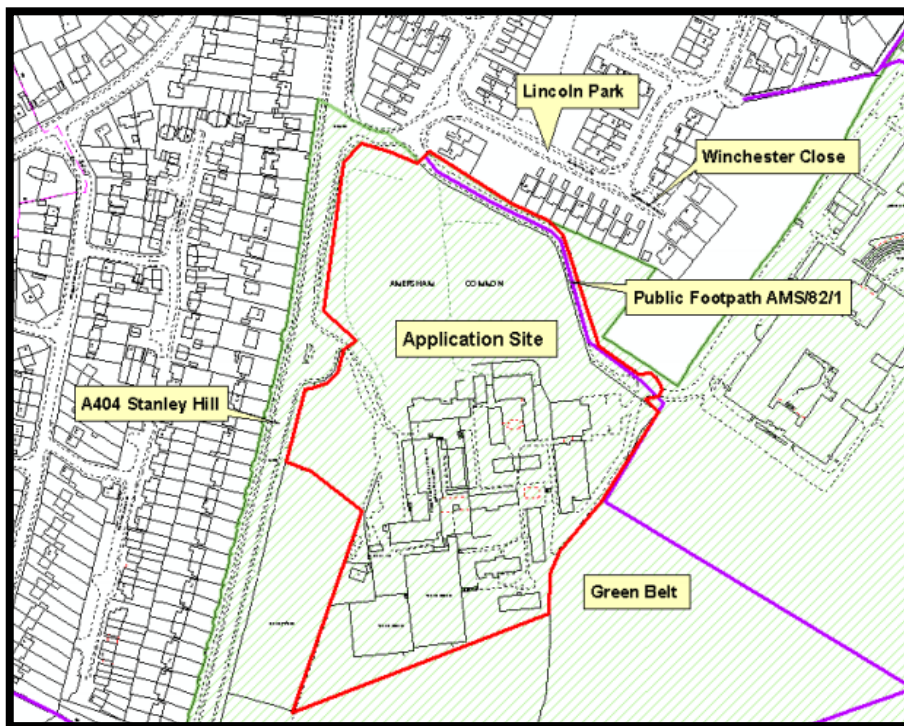 Lincoln Park
Winchester Close
AMERSHAM COMMON
Public Footpath AMS/82/1
Application Site
A404 Stanley Hill
Green Belt